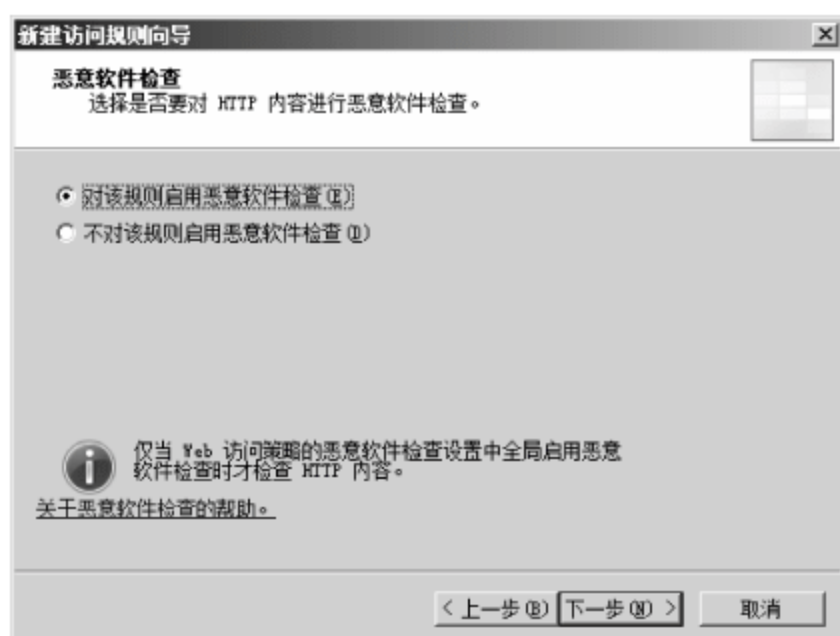 新建访问规则向导
恶意软件检查
选择是否要对 HTTP 内容进行恶意软件检查。
对该规则启用恶意软件检查(E)
不对该规则启用恶意软件检查(D)
仅当 Web 访问策略的恶意软件检查设置中全局启用恶意
软件检查时才检查 HTTP 内容。
关于恶意软件检查的帮助。
< 上一步(B) 下一步(N) > 取消